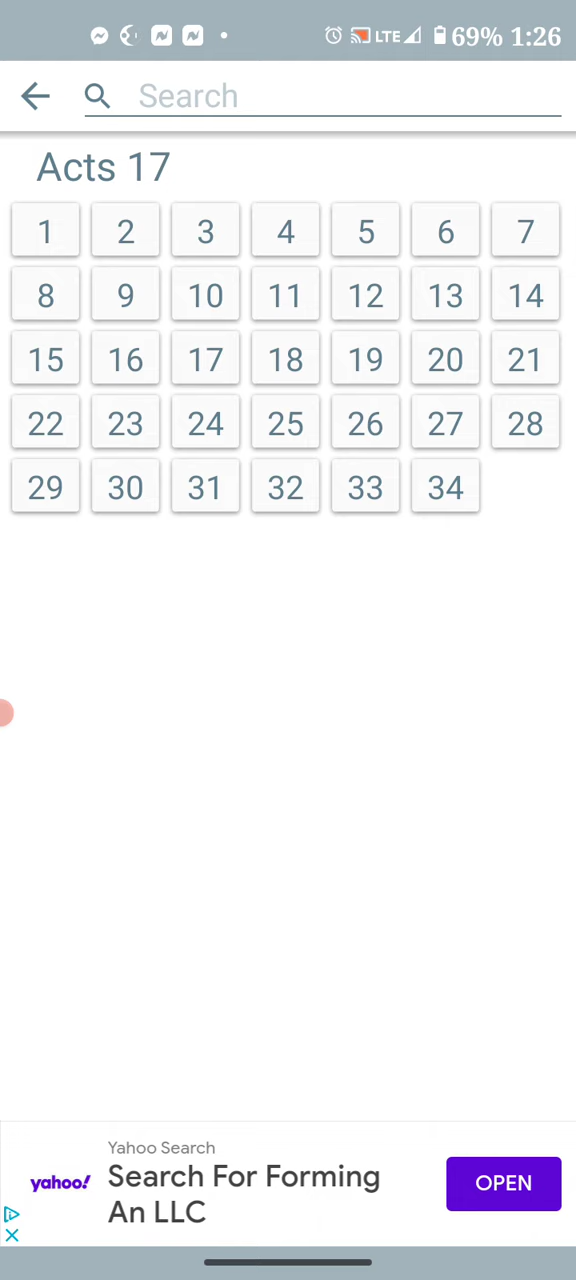 LTE 69% 1:26
Search
Acts 17
1 2 3 4 5 6 7
8 9 10 11 12 13 14
15 16 17 18 19 20 21
22 23 24 25 26 27 28
29 30 31 32 33 34
Yahoo Search
yahoo! Search For Forming
An LLC
OPEN